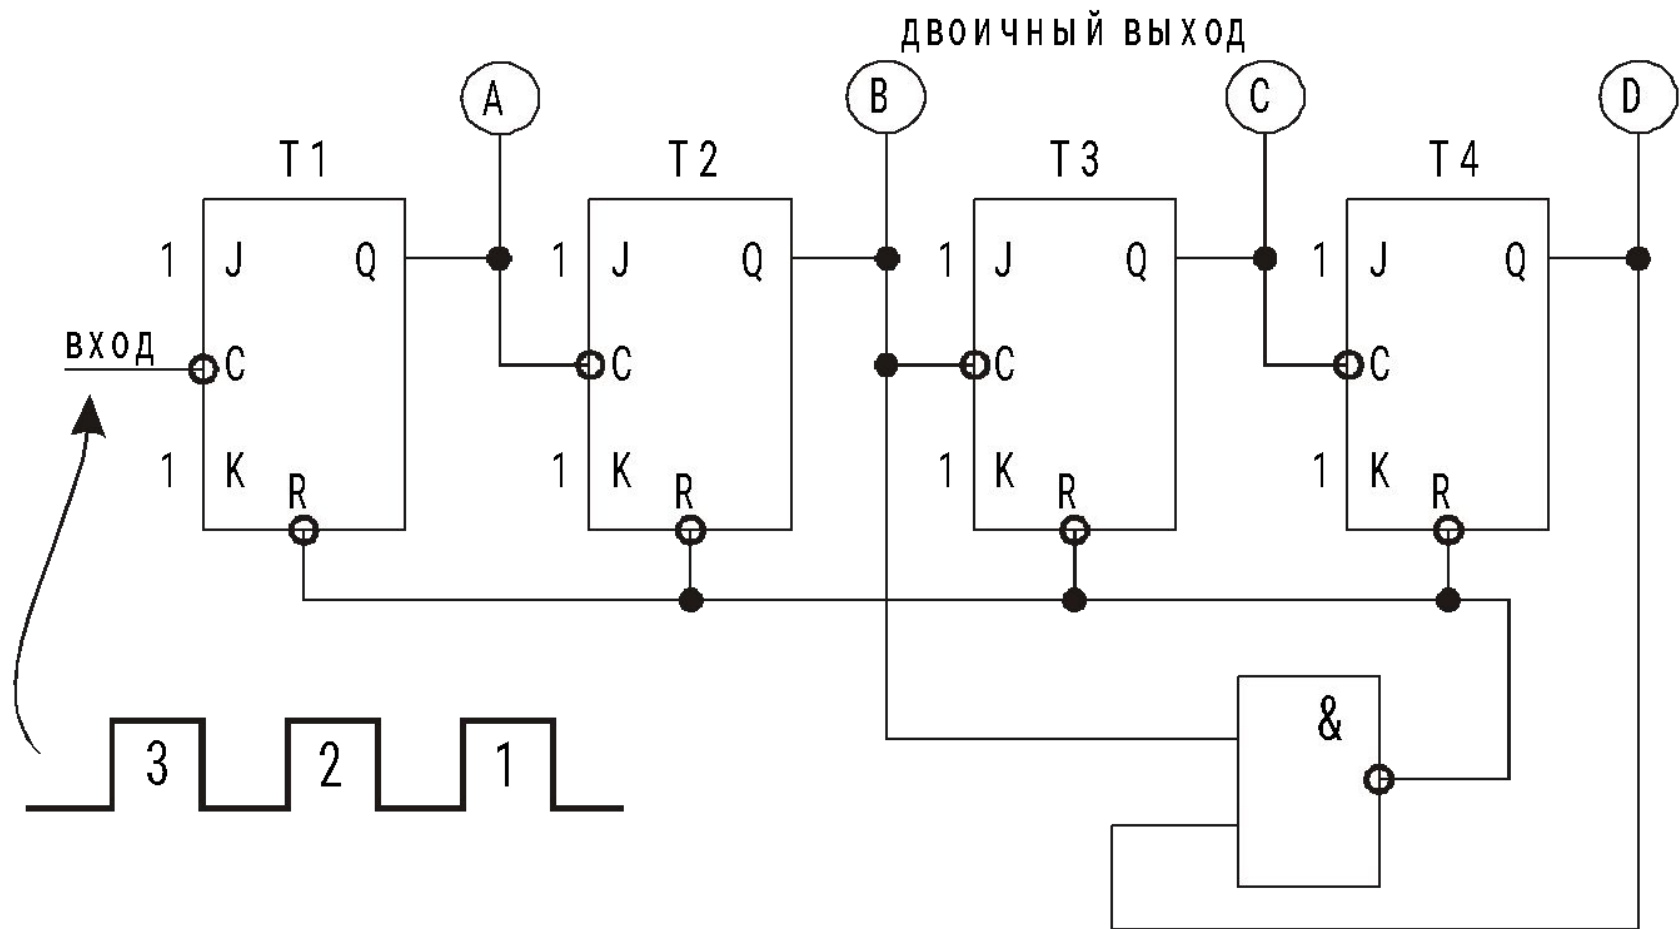 ДВОИЧНЫЙ ВЫХОД
A B C D
T1 T2 T3 T4
1 J Q 1 J Q 1 J Q 1 J Q
ВХОД C C C C
1 K 1 K 1 K 1 K
R R R R
&
3 2 1